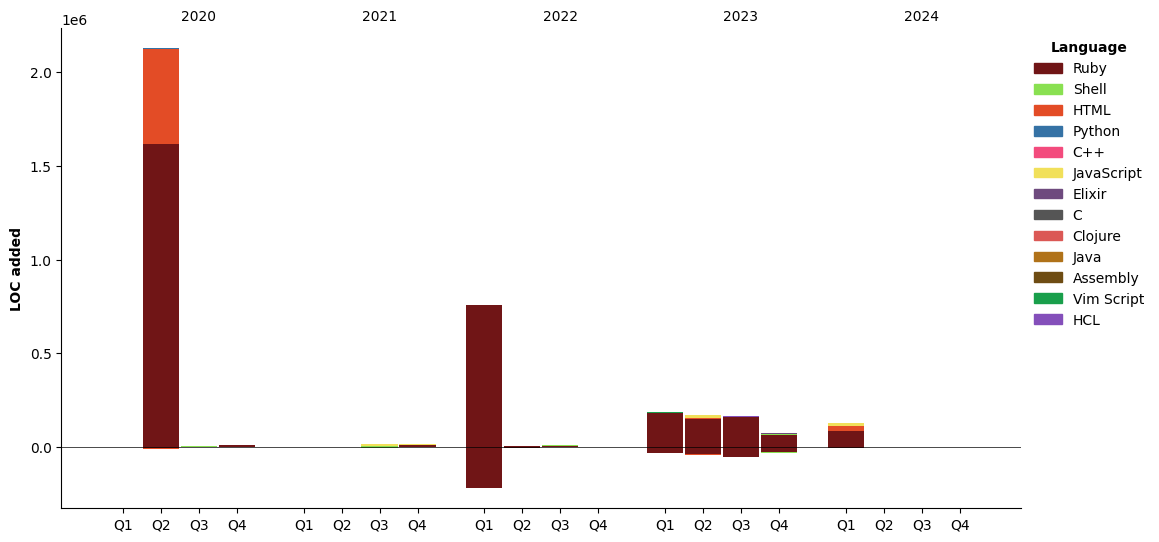 1e6
2020 2021 2022 2023 2024
2.0
1.5
1.0
0.5
0.0
LOC added
Q1 Q2 Q3 Q4 Q1 Q2 Q3 Q4 Q1 Q2 Q3 Q4 Q1 Q2 Q3 Q4 Q1 Q2 Q3 Q4
Language
Ruby
Shell
HTML
Python
C++
JavaScript
Elixir
C
Clojure
Java
Assembly
Vim Script
HCL